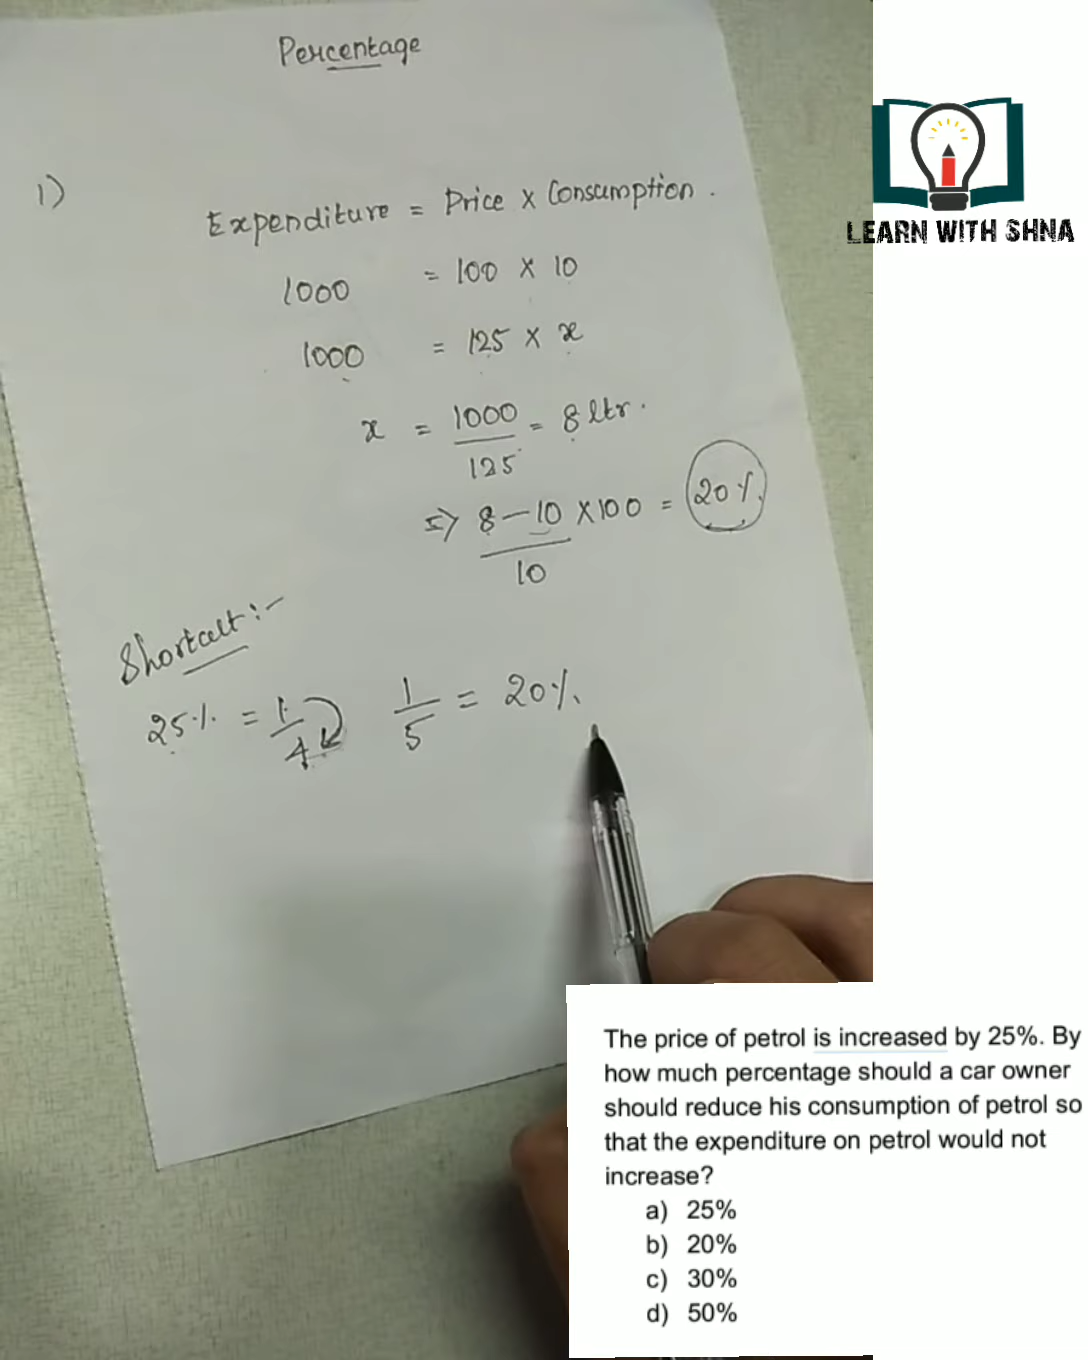 Percentage
1)
Expenditure = Price × Consumption.
1000 = 100 × 10
1000 = 125 × x
x = 1000/125 = 8 ltr.
=> 8 - 10/10 × 100 = 20%
Shortcut:-
25% = 1/4 1/5 = 20%
LEARN WITH SHNA
The price of petrol is increased by 25%. By
how much percentage should a car owner
should reduce his consumption of petrol so
that the expenditure on petrol would not
increase?
a) 25%
b) 20%
c) 30%
d) 50%